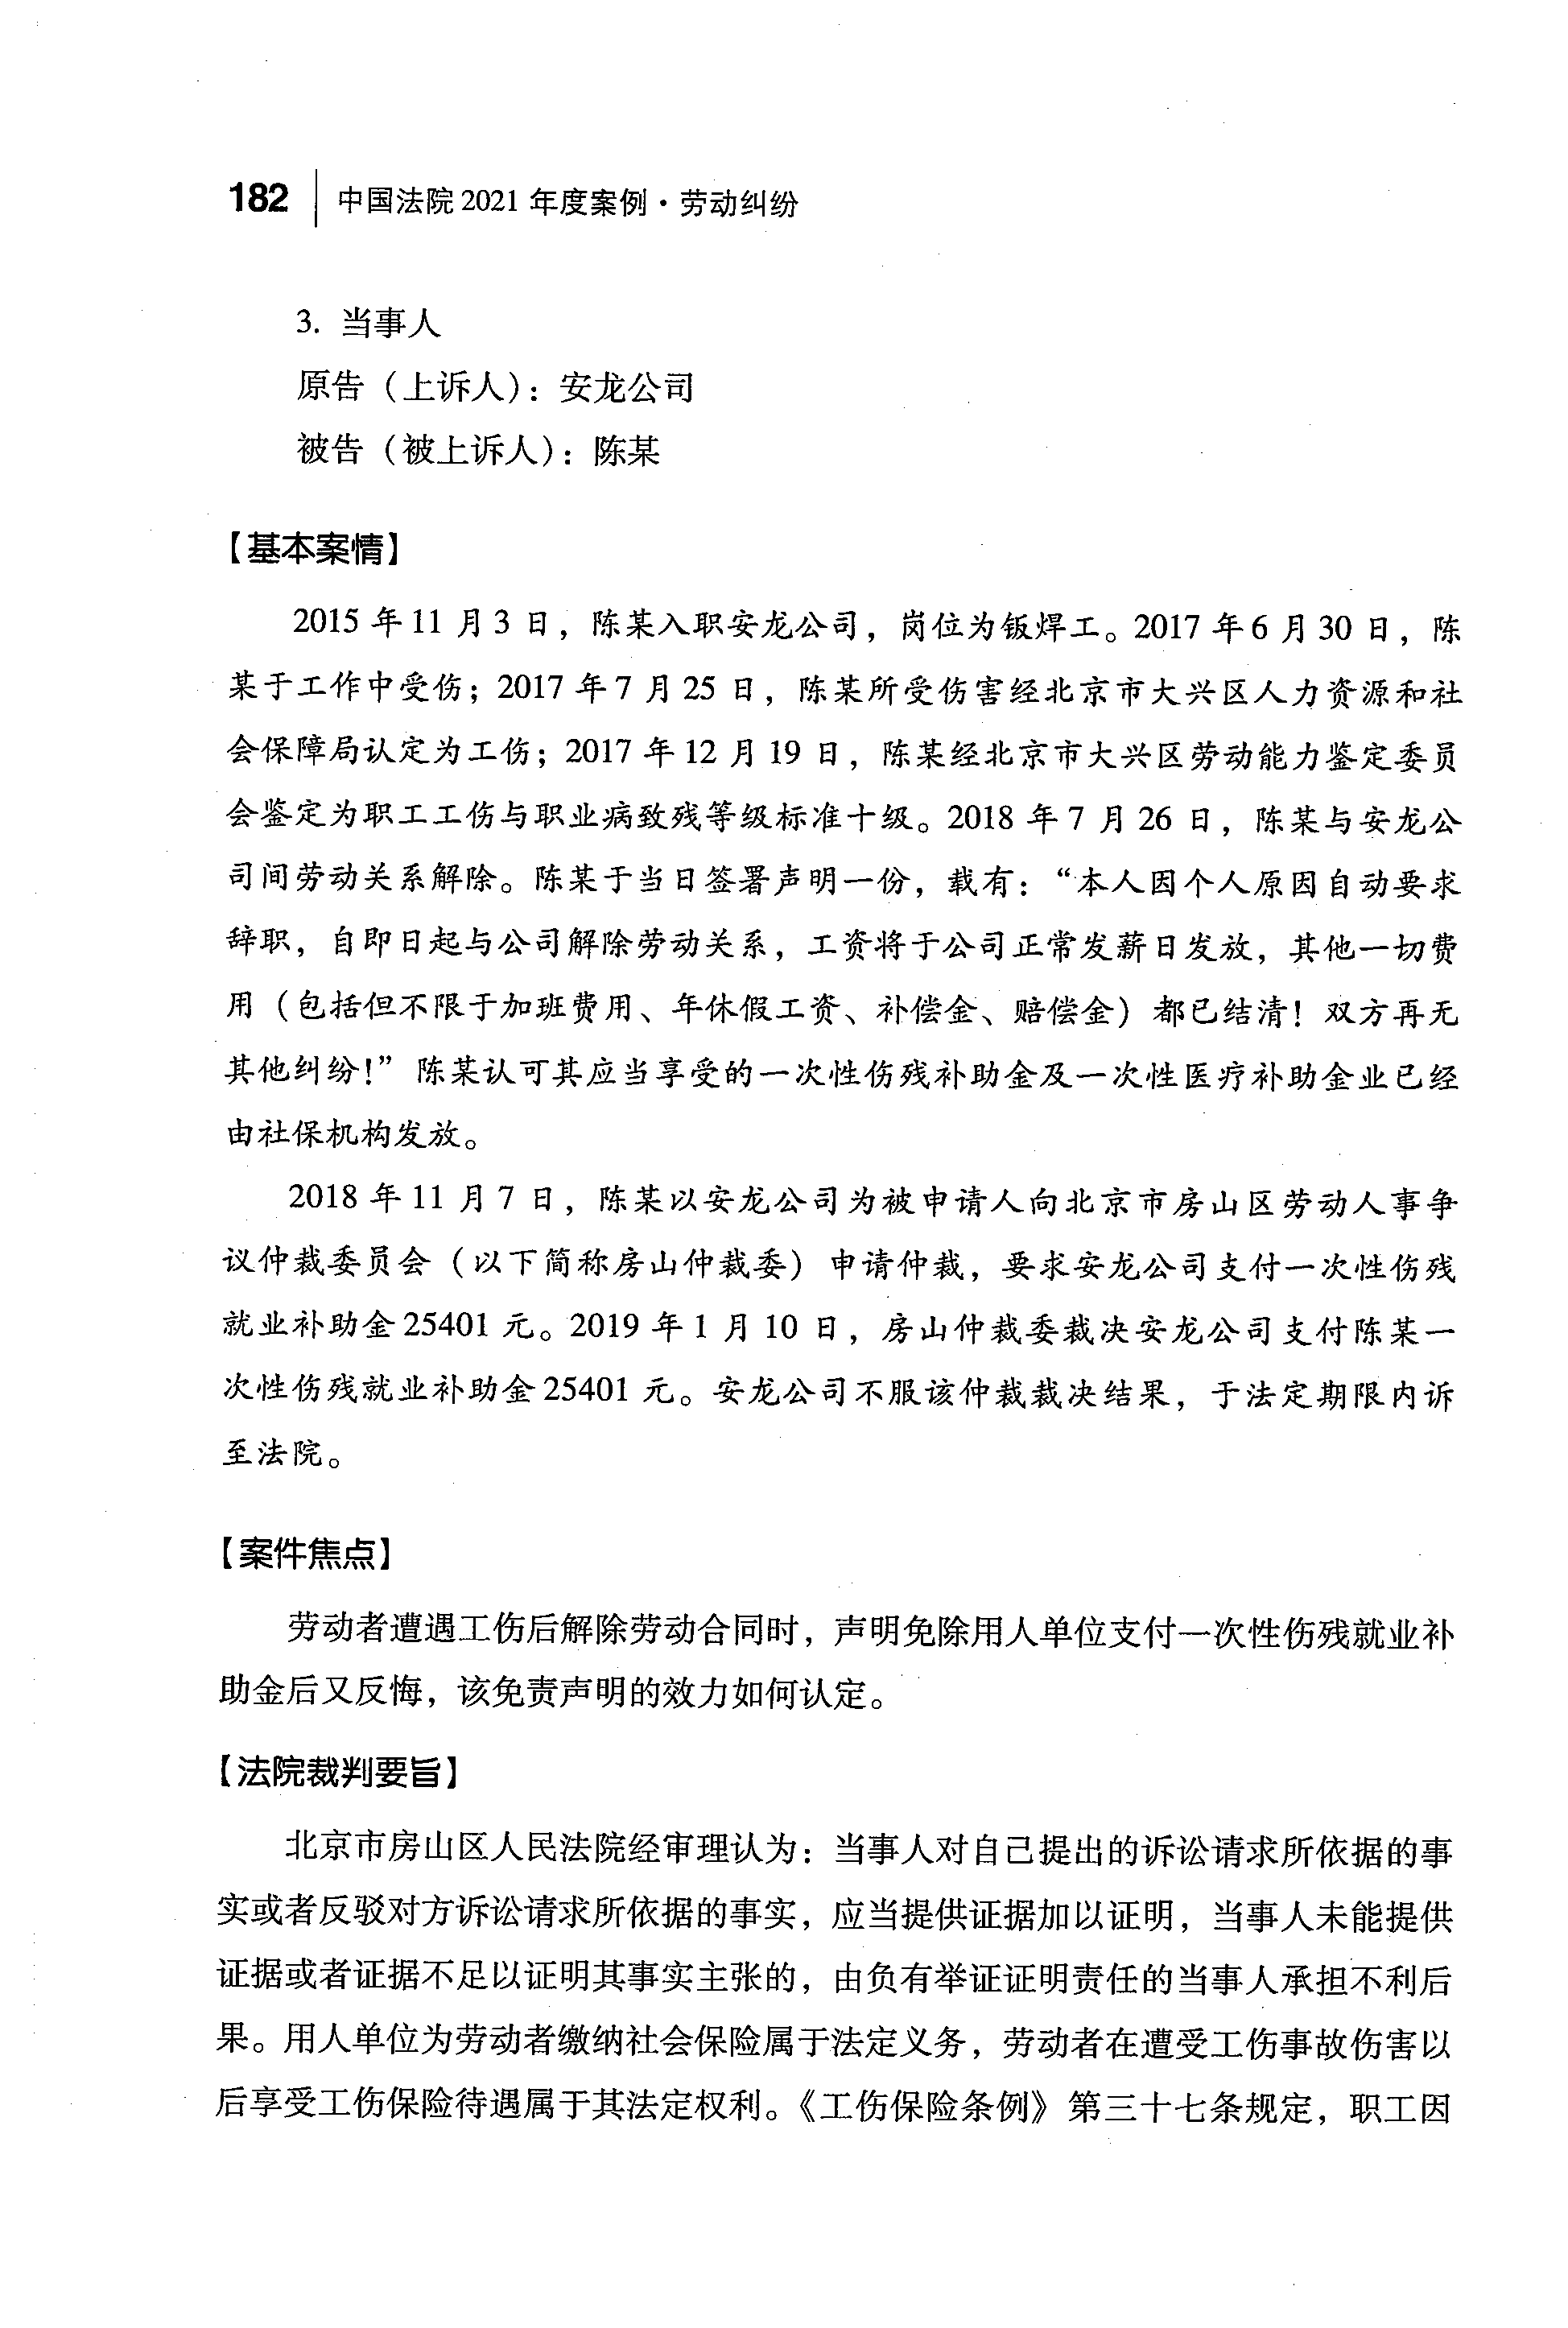 182 中国法院2021年度案例·劳动纠纷
3. 当事人
原告（上诉人）：安龙公司
被告（被上诉人）：陈某
【基本案情】
2015年11月3日，陈某入职安龙公司，岗位为钣焊工。2017年6月30日，陈
某于工作中受伤；2017年7月25日，陈某所受伤害经北京市大兴区人力资源和社
会保障局认定为工伤；2017年12月19日，陈某经北京市大兴区劳动能力鉴定委员
会鉴定为职工工伤与职业病致残等级标准十级。2018年7月26日，陈某与安龙公
司间劳动关系解除。陈某于当日签署声明一份，载有：“本人因个人原因自动要求
辞职，自即日起与公司解除劳动关系，工资将于公司正常发薪日发放，其他一切费
用（包括但不限于加班费用、年休假工资、补偿金、赔偿金）都已结清！双方再无
其他纠纷！”陈某认可其应当享受的一次性伤残补助金及一次性医疗补助金业已经
由社保机构发放。
2018年11月7日，陈某以安龙公司为被申请人向北京市房山区劳动人事争
议仲裁委员会（以下简称房山仲裁委）申请仲裁，要求安龙公司支付一次性伤残
就业补助金25401元。2019年1月10日，房山仲裁委裁决安龙公司支付陈某一
次性伤残就业补助金25401元。安龙公司不服该仲裁裁决结果，于法定期限内诉
至法院。
【案件焦点】
劳动者遭遇工伤后解除劳动合同时，声明免除用人单位支付一次性伤残就业补
助金后又反悔，该免责声明的效力如何认定。
【法院裁判要旨】
北京市房山区人民法院经审理认为：当事人对自己提出的诉讼请求所依据的事
实或者反驳对方诉讼请求所依据的事实，应当提供证据加以证明，当事人未能提供
证据或者证据不足以证明其事实主张的，由负有举证证明责任的当事人承担不利后
果。用人单位为劳动者缴纳社会保险属于法定义务，劳动者在遭受工伤事故伤害以
后享受工伤保险待遇属于其法定权利。《工伤保险条例》第三十七条规定，职工因